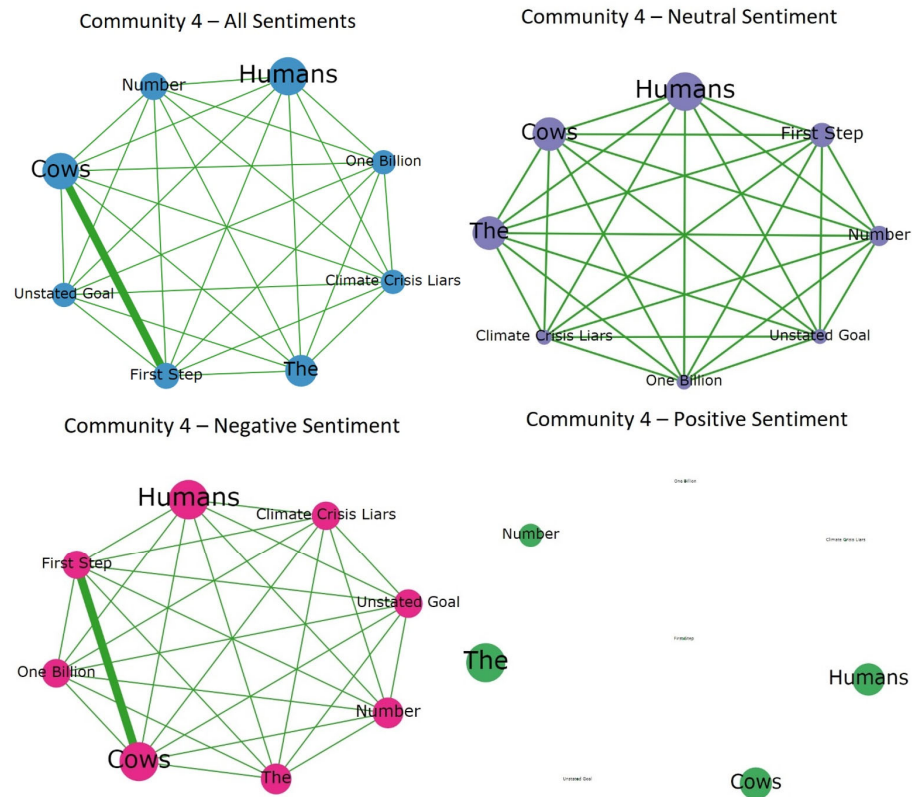 Community 4 – All Sentiments
Number
Humans
Cows
One Billion
Unstated Goal
Climate Crisis Liars
First Step
The
Community 4 – Neutral Sentiment
Humans
Cows
First Step
The
Number
Climate Crisis Liars
Unstated Goal
One Billion
Community 4 – Negative Sentiment
Humans
Climate Crisis Liars
First Step
Unstated Goal
One Billion
Number
Cows
The
Community 4 – Positive Sentiment
One Billion
Number
Climate Crisis Liars
The
Humans
Unstated Goal
Cows